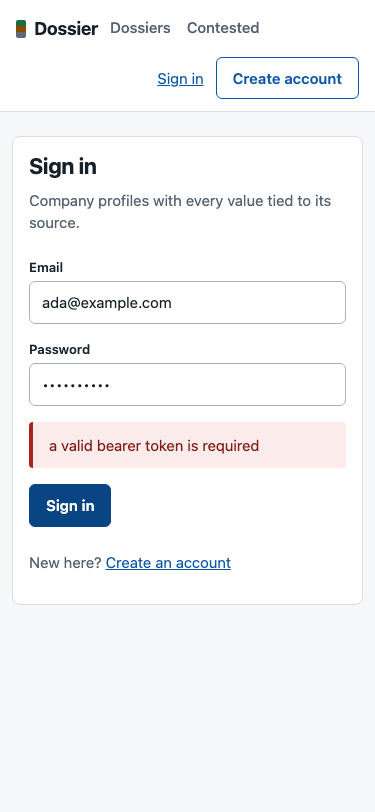 Dossier Dossiers Contested
Sign in Create account
Sign in
Company profiles with every value tied to its
source.
Email
ada@example.com
Password
••••••••••
a valid bearer token is required
Sign in
New here? Create an account